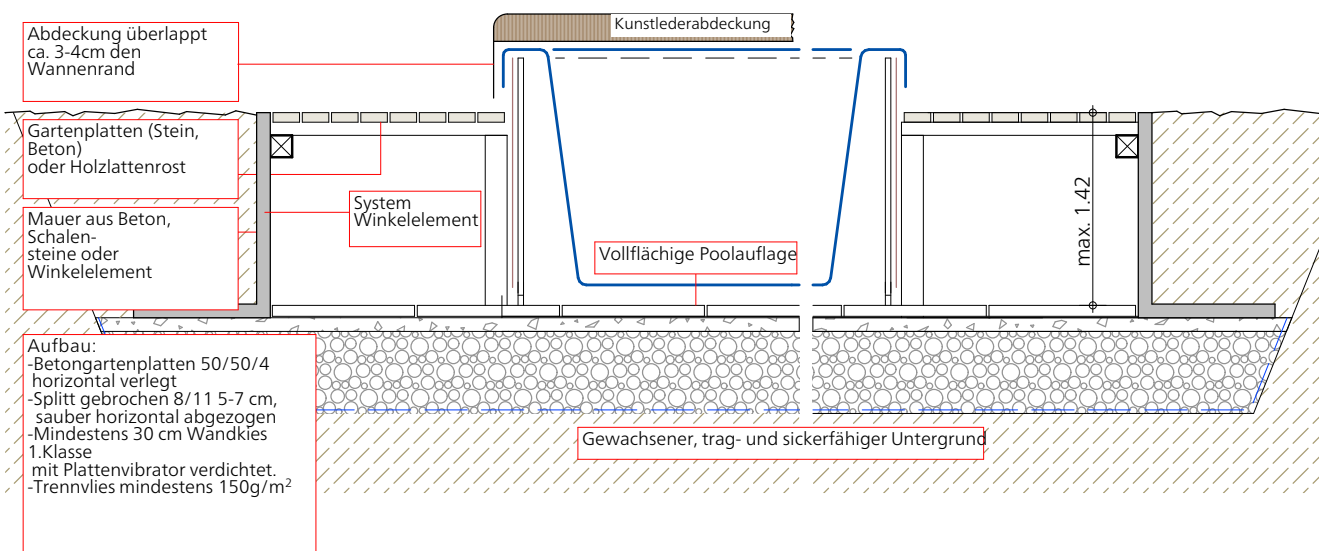 Abdeckung überlappt
ca. 3-4cm den
Wannenrand
Kunstlederabdeckung
Gartenplatten (Stein,
Beton)
oder Holzlattenrost
Mauer aus Beton,
Schalen-
steine oder
Winkelelement
System
Winkelelement
Vollflächige Poolauflage
max. 1.42
Aufbau:
-Betongartenplatten 50/50/4
horizontal verlegt
-Splitt gebrochen 8/11 5-7 cm,
sauber horizontal abgezogen
-Mindestens 30 cm Wandkies
1.Klasse
mit Plattenvibrator verdichtet.
-Trennvlies mindestens 150g/m²
Gewachsener, trag- und sickerfähiger Untergrund